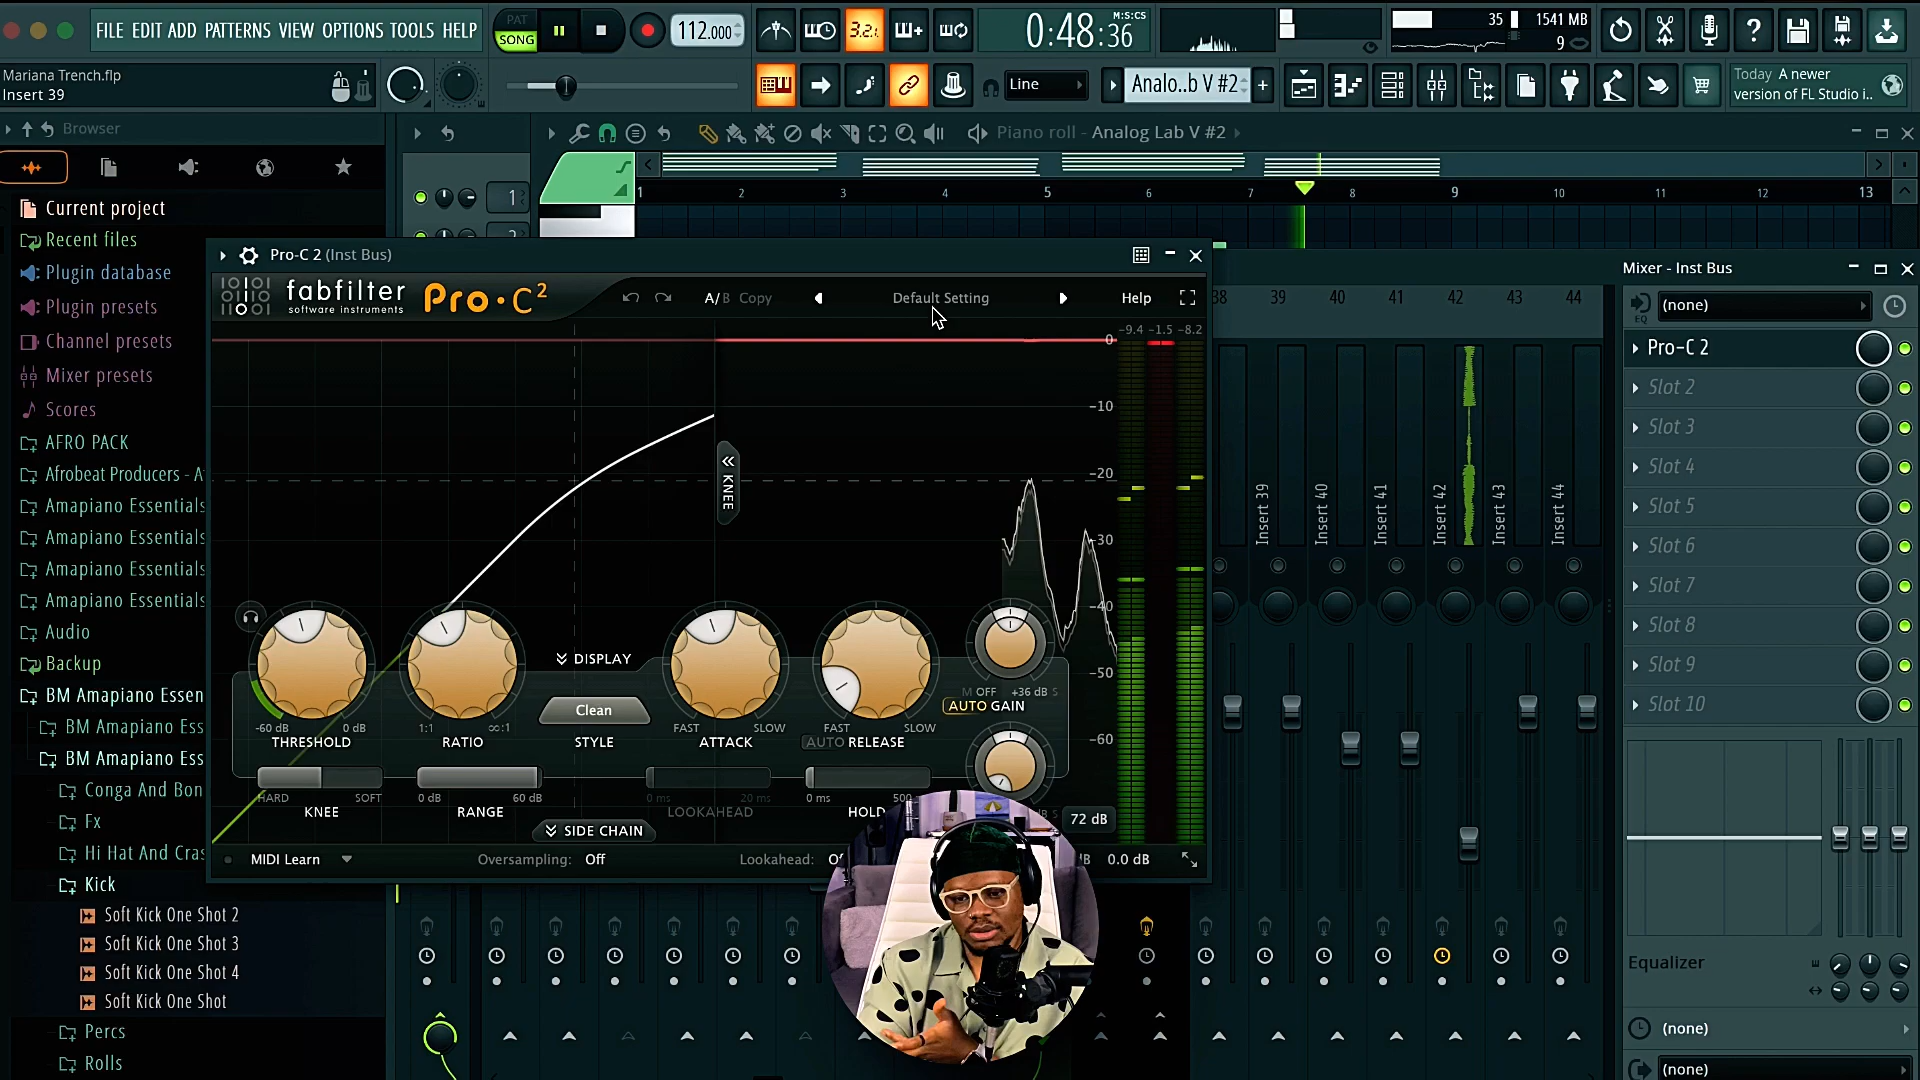 FILE EDIT ADD PATTERNS VIEW OPTIONS TOOLS HELP
PAT
SONG
112.000
3.2.
0:48:36
M:S:CS
35
1541 MB
9
Mariana Trench.flp
Insert 39
Line
Analo..b V #2
Today A newer
version of FL Studio i..
Browser
Piano roll - Analog Lab V #2
1 2 3 4 5 6 7 8 9 10 11 12 13
1
Current project
Recent files
Plugin database
Plugin presets
Channel presets
Mixer presets
Scores
AFRO PACK
Afrobeat Producers - A
Amapiano Essentials
Amapiano Essentials
Amapiano Essentials
Amapiano Essentials
Audio
Backup
BM Amapiano Essen
BM Amapiano Ess
BM Amapiano Ess
Conga And Bon
Fx
Hi Hat And Cras
Kick
Soft Kick One Shot 2
Soft Kick One Shot 3
Soft Kick One Shot 4
Soft Kick One Shot
Percs
Rolls
Pro-C 2 (Inst Bus)
fabfilter
software instruments
Pro·C2
A/B Copy
Default Setting
Help
-9.4 -1.5 -8.2
0
-10
-20
-30
-40
-50
-60
KNEE
DISPLAY
Clean
STYLE
-60 dB 0 dB
THRESHOLD
1:1 ∞:1
RATIO
FAST SLOW
ATTACK
FAST SLOW
AUTO RELEASE
M OFF +36 dB S
AUTO GAIN
HARD SOFT
KNEE
0 dB 60 dB
RANGE
0 ms 20 ms
LOOKAHEAD
0 ms 500
HOLD
72 dB
SIDE CHAIN
MIDI Learn
Oversampling: Off
Lookahead:
0.0 dB
38 39 40 41 42 43 44
Insert 39
Insert 40
Insert 41
Insert 42
Insert 43
Insert 44
Mixer - Inst Bus
EQ
(none)
Pro-C 2
Slot 2
Slot 3
Slot 4
Slot 5
Slot 6
Slot 7
Slot 8
Slot 9
Slot 10
Equalizer
(none)
(none)